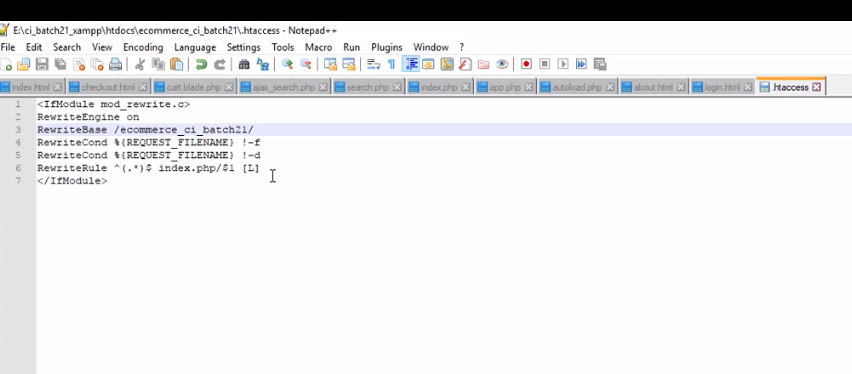 E:\ci_batch21_xampp\htdocs\ecommerce_ci_batch21\.htaccess - Notepad++
File Edit Search View Encoding Language Settings Tools Macro Run Plugins Window ?
index.html checkout.html cart.blade.php ajax_search.php search.php index.php app.php autoload.php about.html login.html .htaccess
1 <IfModule mod_rewrite.c>
2 RewriteEngine on
3 RewriteBase /ecommerce_ci_batch21/
4 RewriteCond %{REQUEST_FILENAME} !-f
5 RewriteCond %{REQUEST_FILENAME} !-d
6 RewriteRule ^(.*)$ index.php/$1 [L]
7 </IfModule>